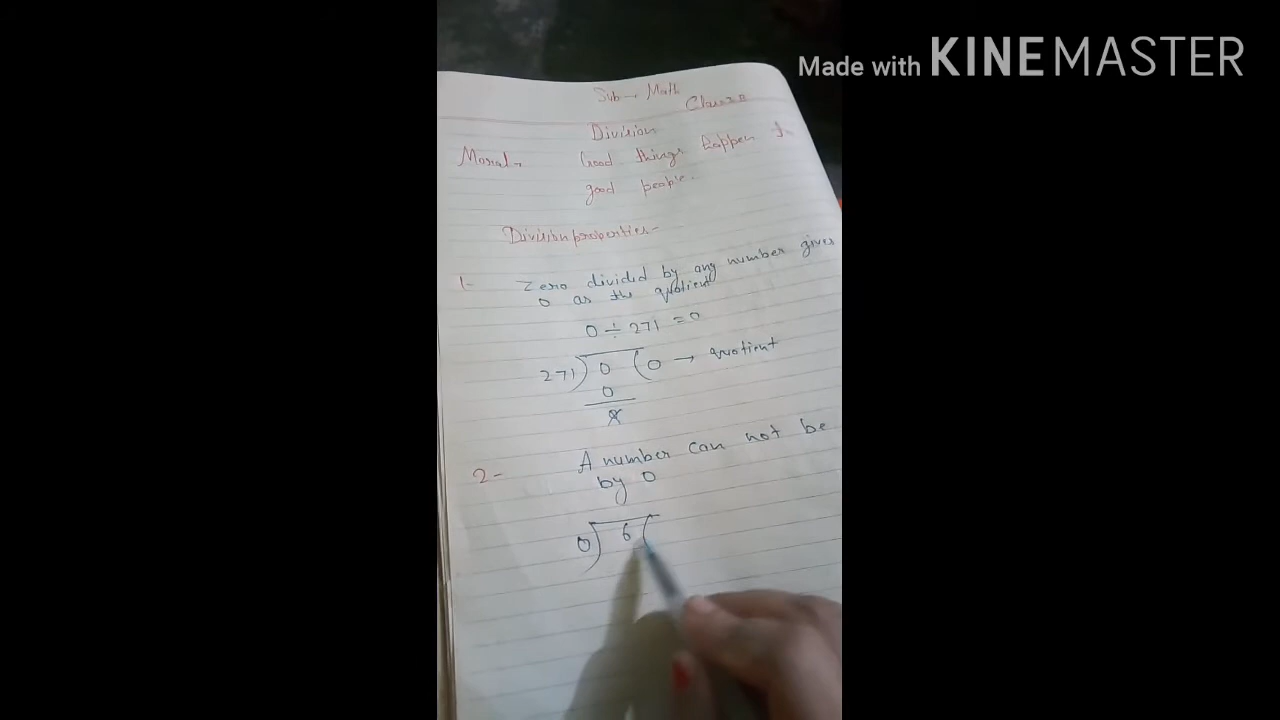 Made with KINEMASTER
Sub→ Math
Division
Moral→ Good things happen to
good people.
Division properties-
1- Zero divided by any number gives
0 as the quotient
0 ÷ 271 = 0
271) 0 (0 → quotient
0
2- A number can not be
by 0
0) 6 (